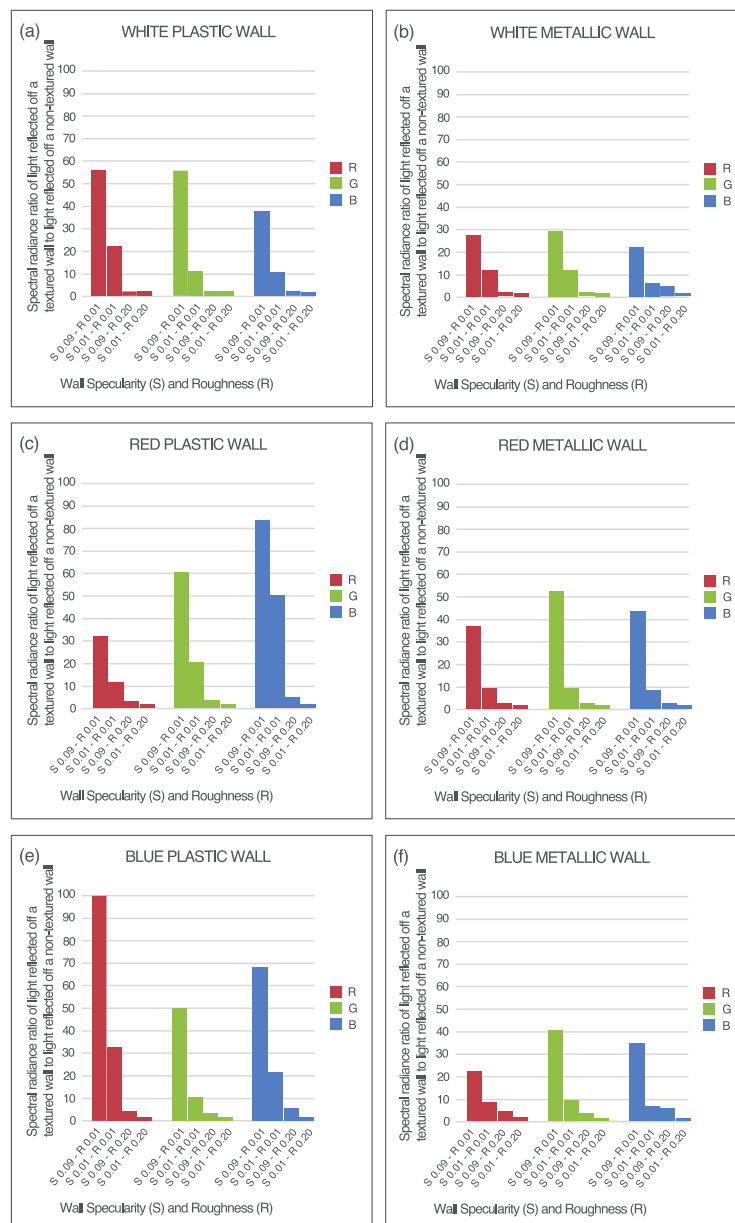 (a)
WHITE PLASTIC WALL
Spectral radiance ratio of light reflected off a
textured wall to light reflected off a non-textured wall
100
90
80
70
60
50
40
30
20
10
0
S 0.09 - R 0.01
S 0.01 - R 0.01
S 0.09 - R 0.20
S 0.01 - R 0.20
S 0.09 - R 0.01
S 0.01 - R 0.01
S 0.09 - R 0.20
S 0.01 - R 0.20
S 0.09 - R 0.01
S 0.01 - R 0.01
S 0.09 - R 0.20
S 0.01 - R 0.20
Wall Specularity (S) and Roughness (R)
R
G
B
(b)
WHITE METALLIC WALL
Spectral radiance ratio of light reflected off a
textured wall to light reflected off a non-textured wall
100
90
80
70
60
50
40
30
20
10
0
S 0.09 - R 0.01
S 0.01 - R 0.01
S 0.09 - R 0.20
S 0.01 - R 0.20
S 0.09 - R 0.01
S 0.01 - R 0.01
S 0.09 - R 0.20
S 0.01 - R 0.20
S 0.09 - R 0.01
S 0.01 - R 0.01
S 0.09 - R 0.20
S 0.01 - R 0.20
Wall Specularity (S) and Roughness (R)
R
G
B
(c)
RED PLASTIC WALL
Spectral radiance ratio of light reflected off a
textured wall to light reflected off a non-textured wall
100
90
80
70
60
50
40
30
20
10
0
S 0.09 - R 0.01
S 0.01 - R 0.01
S 0.09 - R 0.20
S 0.01 - R 0.20
S 0.09 - R 0.01
S 0.01 - R 0.01
S 0.09 - R 0.20
S 0.01 - R 0.20
S 0.09 - R 0.01
S 0.01 - R 0.01
S 0.09 - R 0.20
S 0.01 - R 0.20
Wall Specularity (S) and Roughness (R)
R
G
B
(d)
RED METALLIC WALL
Spectral radiance ratio of light reflected off a
textured wall to light reflected off a non-textured wall
100
90
80
70
60
50
40
30
20
10
0
S 0.09 - R 0.01
S 0.01 - R 0.01
S 0.09 - R 0.20
S 0.01 - R 0.20
S 0.09 - R 0.01
S 0.01 - R 0.01
S 0.09 - R 0.20
S 0.01 - R 0.20
S 0.09 - R 0.01
S 0.01 - R 0.01
S 0.09 - R 0.20
S 0.01 - R 0.20
Wall Specularity (S) and Roughness (R)
R
G
B
(e)
BLUE PLASTIC WALL
Spectral radiance ratio of light reflected off a
textured wall to light reflected off a non-textured wall
100
90
80
70
60
50
40
30
20
10
0
S 0.09 - R 0.01
S 0.01 - R 0.01
S 0.09 - R 0.20
S 0.01 - R 0.20
S 0.09 - R 0.01
S 0.01 - R 0.01
S 0.09 - R 0.20
S 0.01 - R 0.20
S 0.09 - R 0.01
S 0.01 - R 0.01
S 0.09 - R 0.20
S 0.01 - R 0.20
Wall Specularity (S) and Roughness (R)
R
G
B
(f)
BLUE METALLIC WALL
Spectral radiance ratio of light reflected off a
textured wall to light reflected off a non-textured wall
100
90
80
70
60
50
40
30
20
10
0
S 0.09 - R 0.01
S 0.01 - R 0.01
S 0.09 - R 0.20
S 0.01 - R 0.20
S 0.09 - R 0.01
S 0.01 - R 0.01
S 0.09 - R 0.20
S 0.01 - R 0.20
S 0.09 - R 0.01
S 0.01 - R 0.01
S 0.09 - R 0.20
S 0.01 - R 0.20
Wall Specularity (S) and Roughness (R)
R
G
B